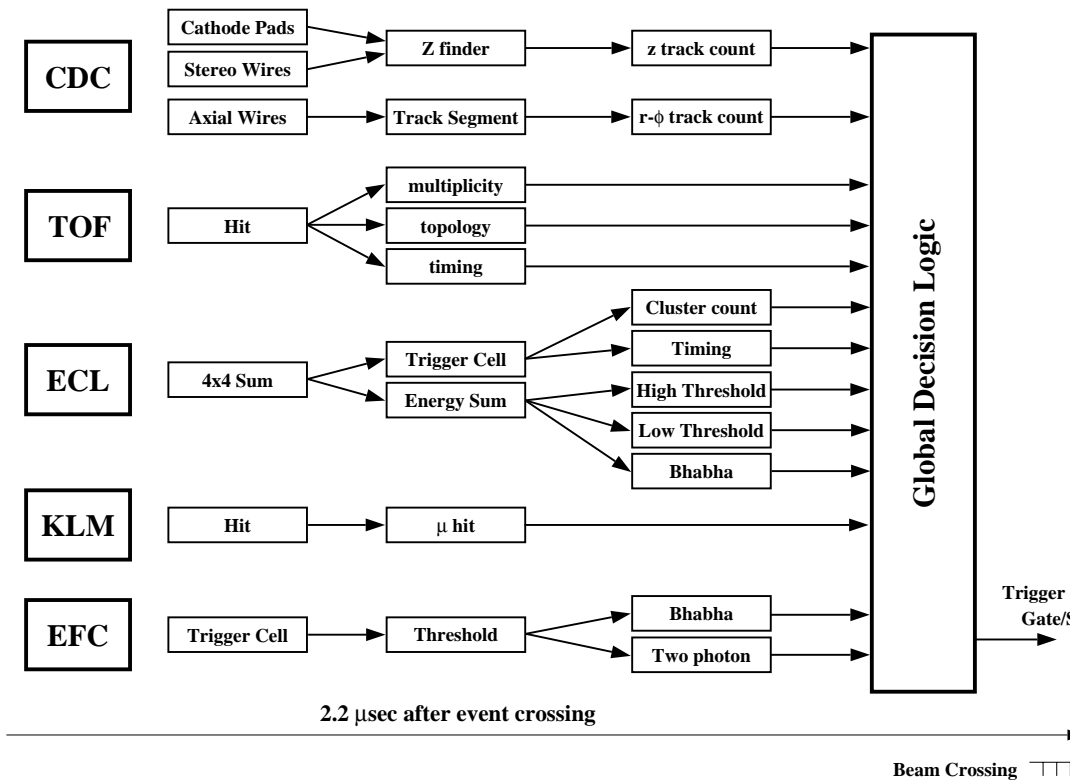 CDC
Cathode Pads
Stereo Wires
Axial Wires
Z finder
Track Segment
z track count
r-φ track count
TOF
Hit
multiplicity
topology
timing
ECL
4x4 Sum
Trigger Cell
Energy Sum
Cluster count
Timing
High Threshold
Low Threshold
Bhabha
KLM
Hit
μ hit
EFC
Trigger Cell
Threshold
Bhabha
Two photon
Global Decision Logic
Trigger
Gate/S
2.2 μsec after event crossing
Beam Crossing